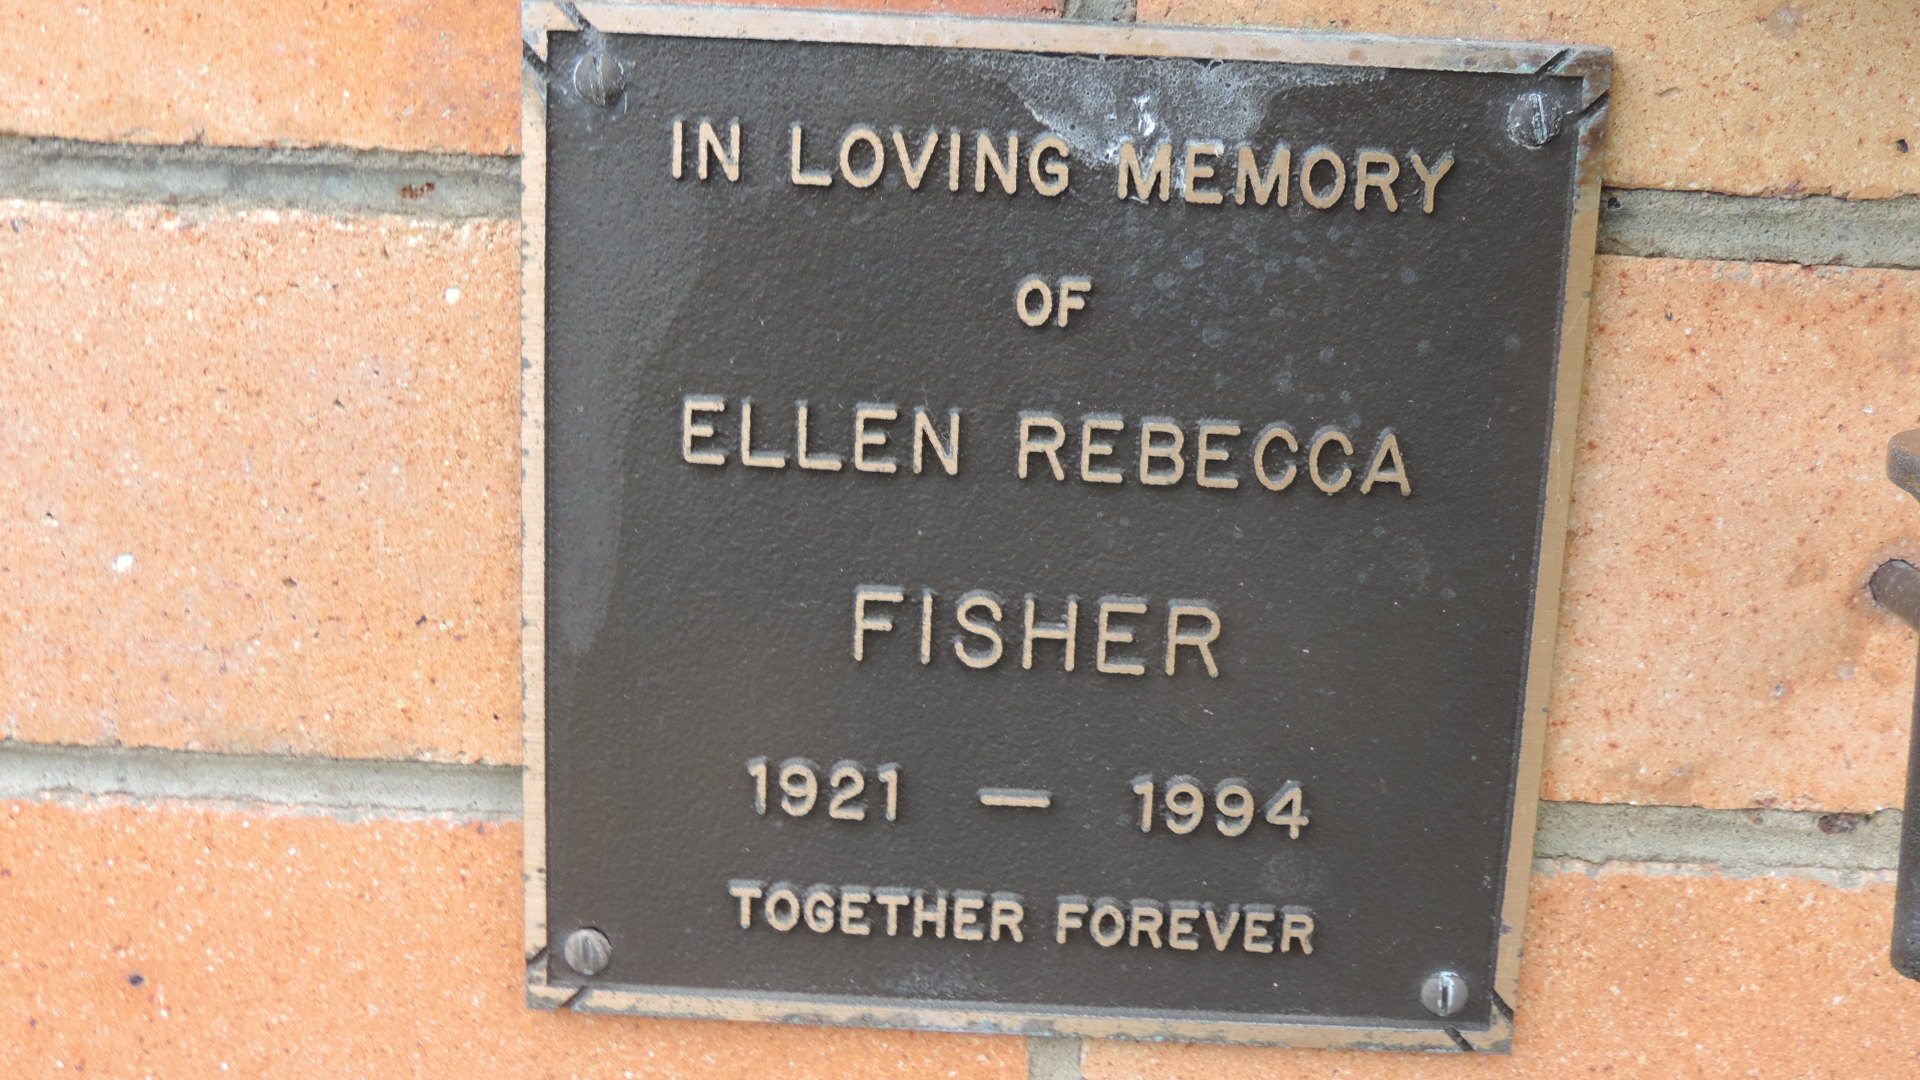 IN LOVING MEMORY
OF
ELLEN REBECCA
FISHER
1921 — 1994
TOGETHER FOREVER